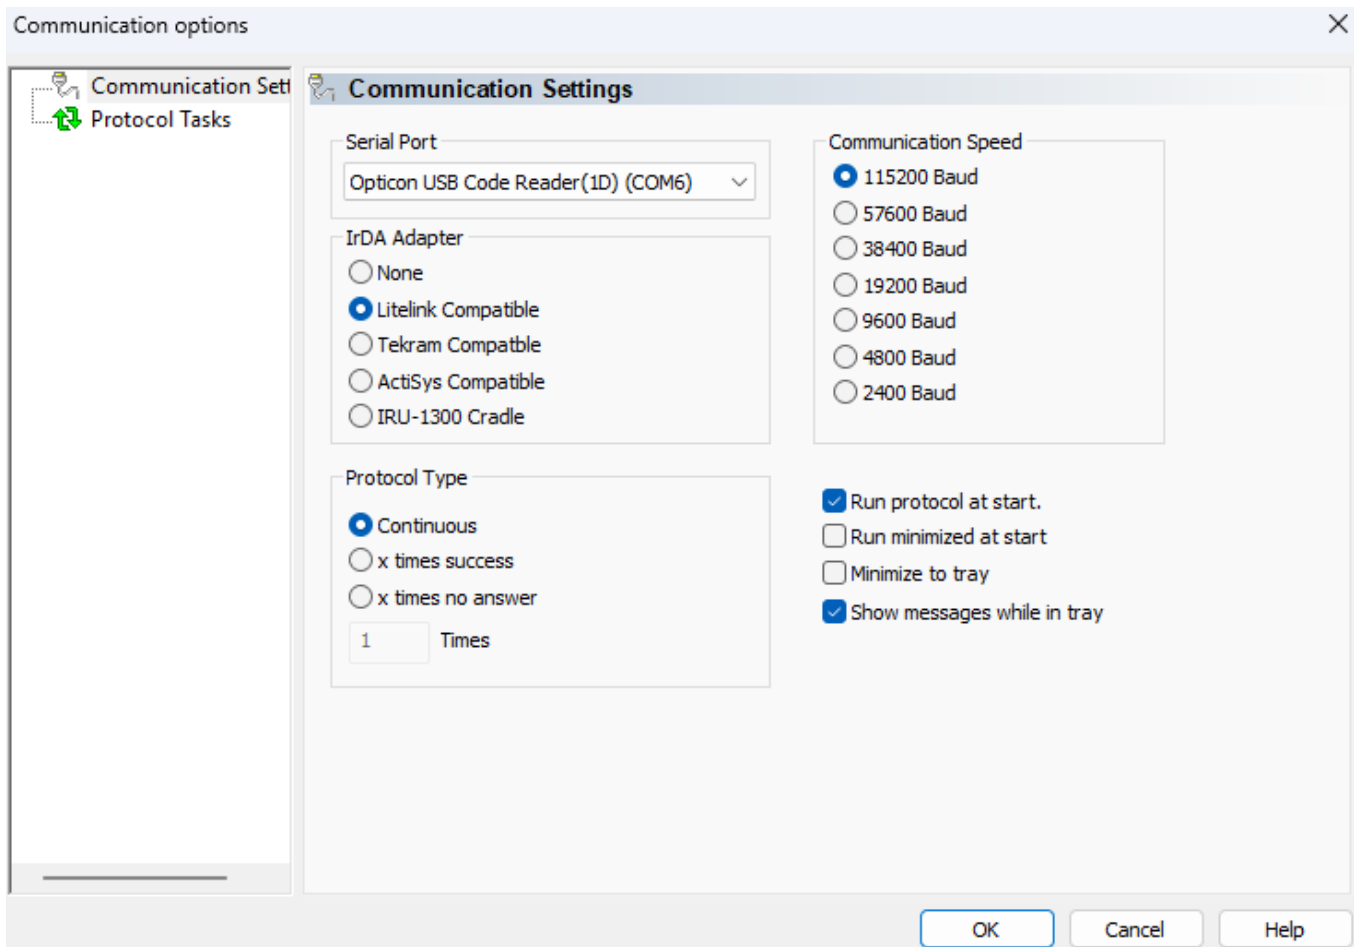 Communication options
Communication Sett
Protocol Tasks
Communication Settings
Serial Port
Opticon USB Code Reader(1D) (COM6)
IrDA Adapter
None
Litelink Compatible
Tekram Compatble
ActiSys Compatible
IRU-1300 Cradle
Protocol Type
Continuous
x times success
x times no answer
1 Times
Communication Speed
115200 Baud
57600 Baud
38400 Baud
19200 Baud
9600 Baud
4800 Baud
2400 Baud
Run protocol at start.
Run minimized at start
Minimize to tray
Show messages while in tray
OK Cancel Help